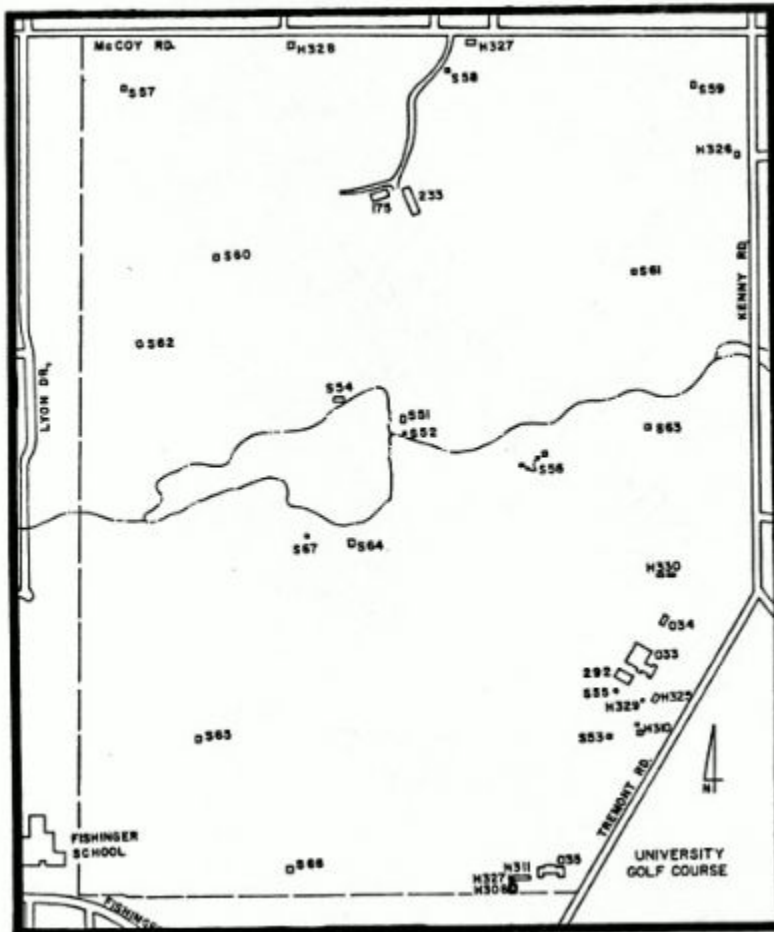 McCOY RD.
H328
H327
S58
S57
S59
H326
175
233
S60
S61
KENNY RD.
S62
LYON DR.
S54
S51
S52
S63
S56
S67
S64
H330
034
033
292
S55
H329
H325
H310
S53
S65
TREMONT RD.
N
FISHINGER
SCHOOL
UNIVERSITY
GOLF COURSE
035
H311
H327
H308
S66
FISHINGE